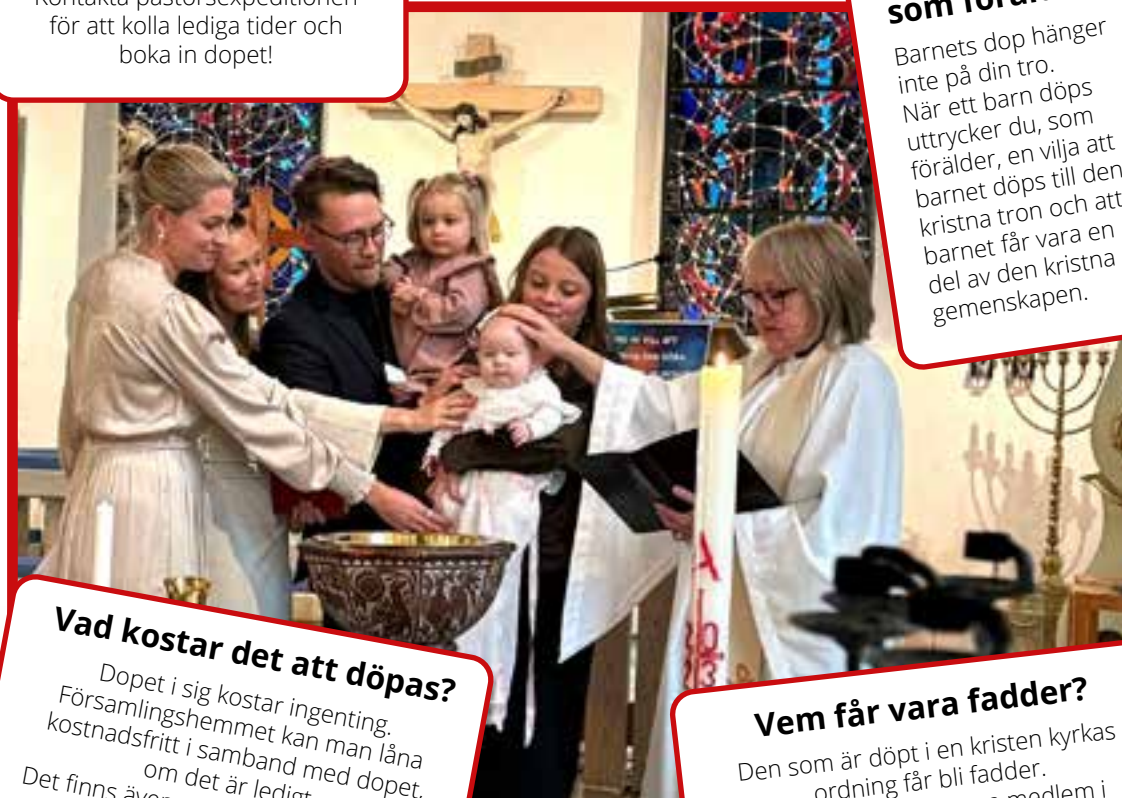 Kontakta pastorsexpeditionen
för att kolla lediga tider och
boka in dopet!
som
Barnets dop hänger
inte på din tro.
När ett barn döps
uttrycker du, som
förälder, en vilja att
barnet döps till den
kristna tron och att
barnet får vara en
del av den kristna
gemenskapen.
Vad kostar det att döpas?
Dopet i sig kostar ingenting.
Församlingshemmet kan man låna
kostnadsfritt i samband med dopet,
om det är ledigt.
Det finns även
Vem får vara fadder?
Den som är döpt i en kristen kyrkas
ordning får bli fadder.
medlem i
A